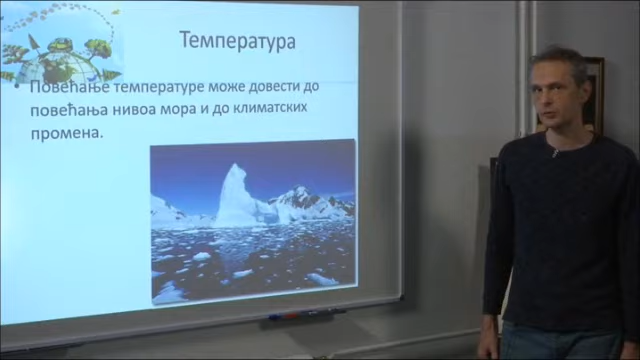 Температура
Повећање температуре може довести до
повећања нивоа мора и до климатских
промена.